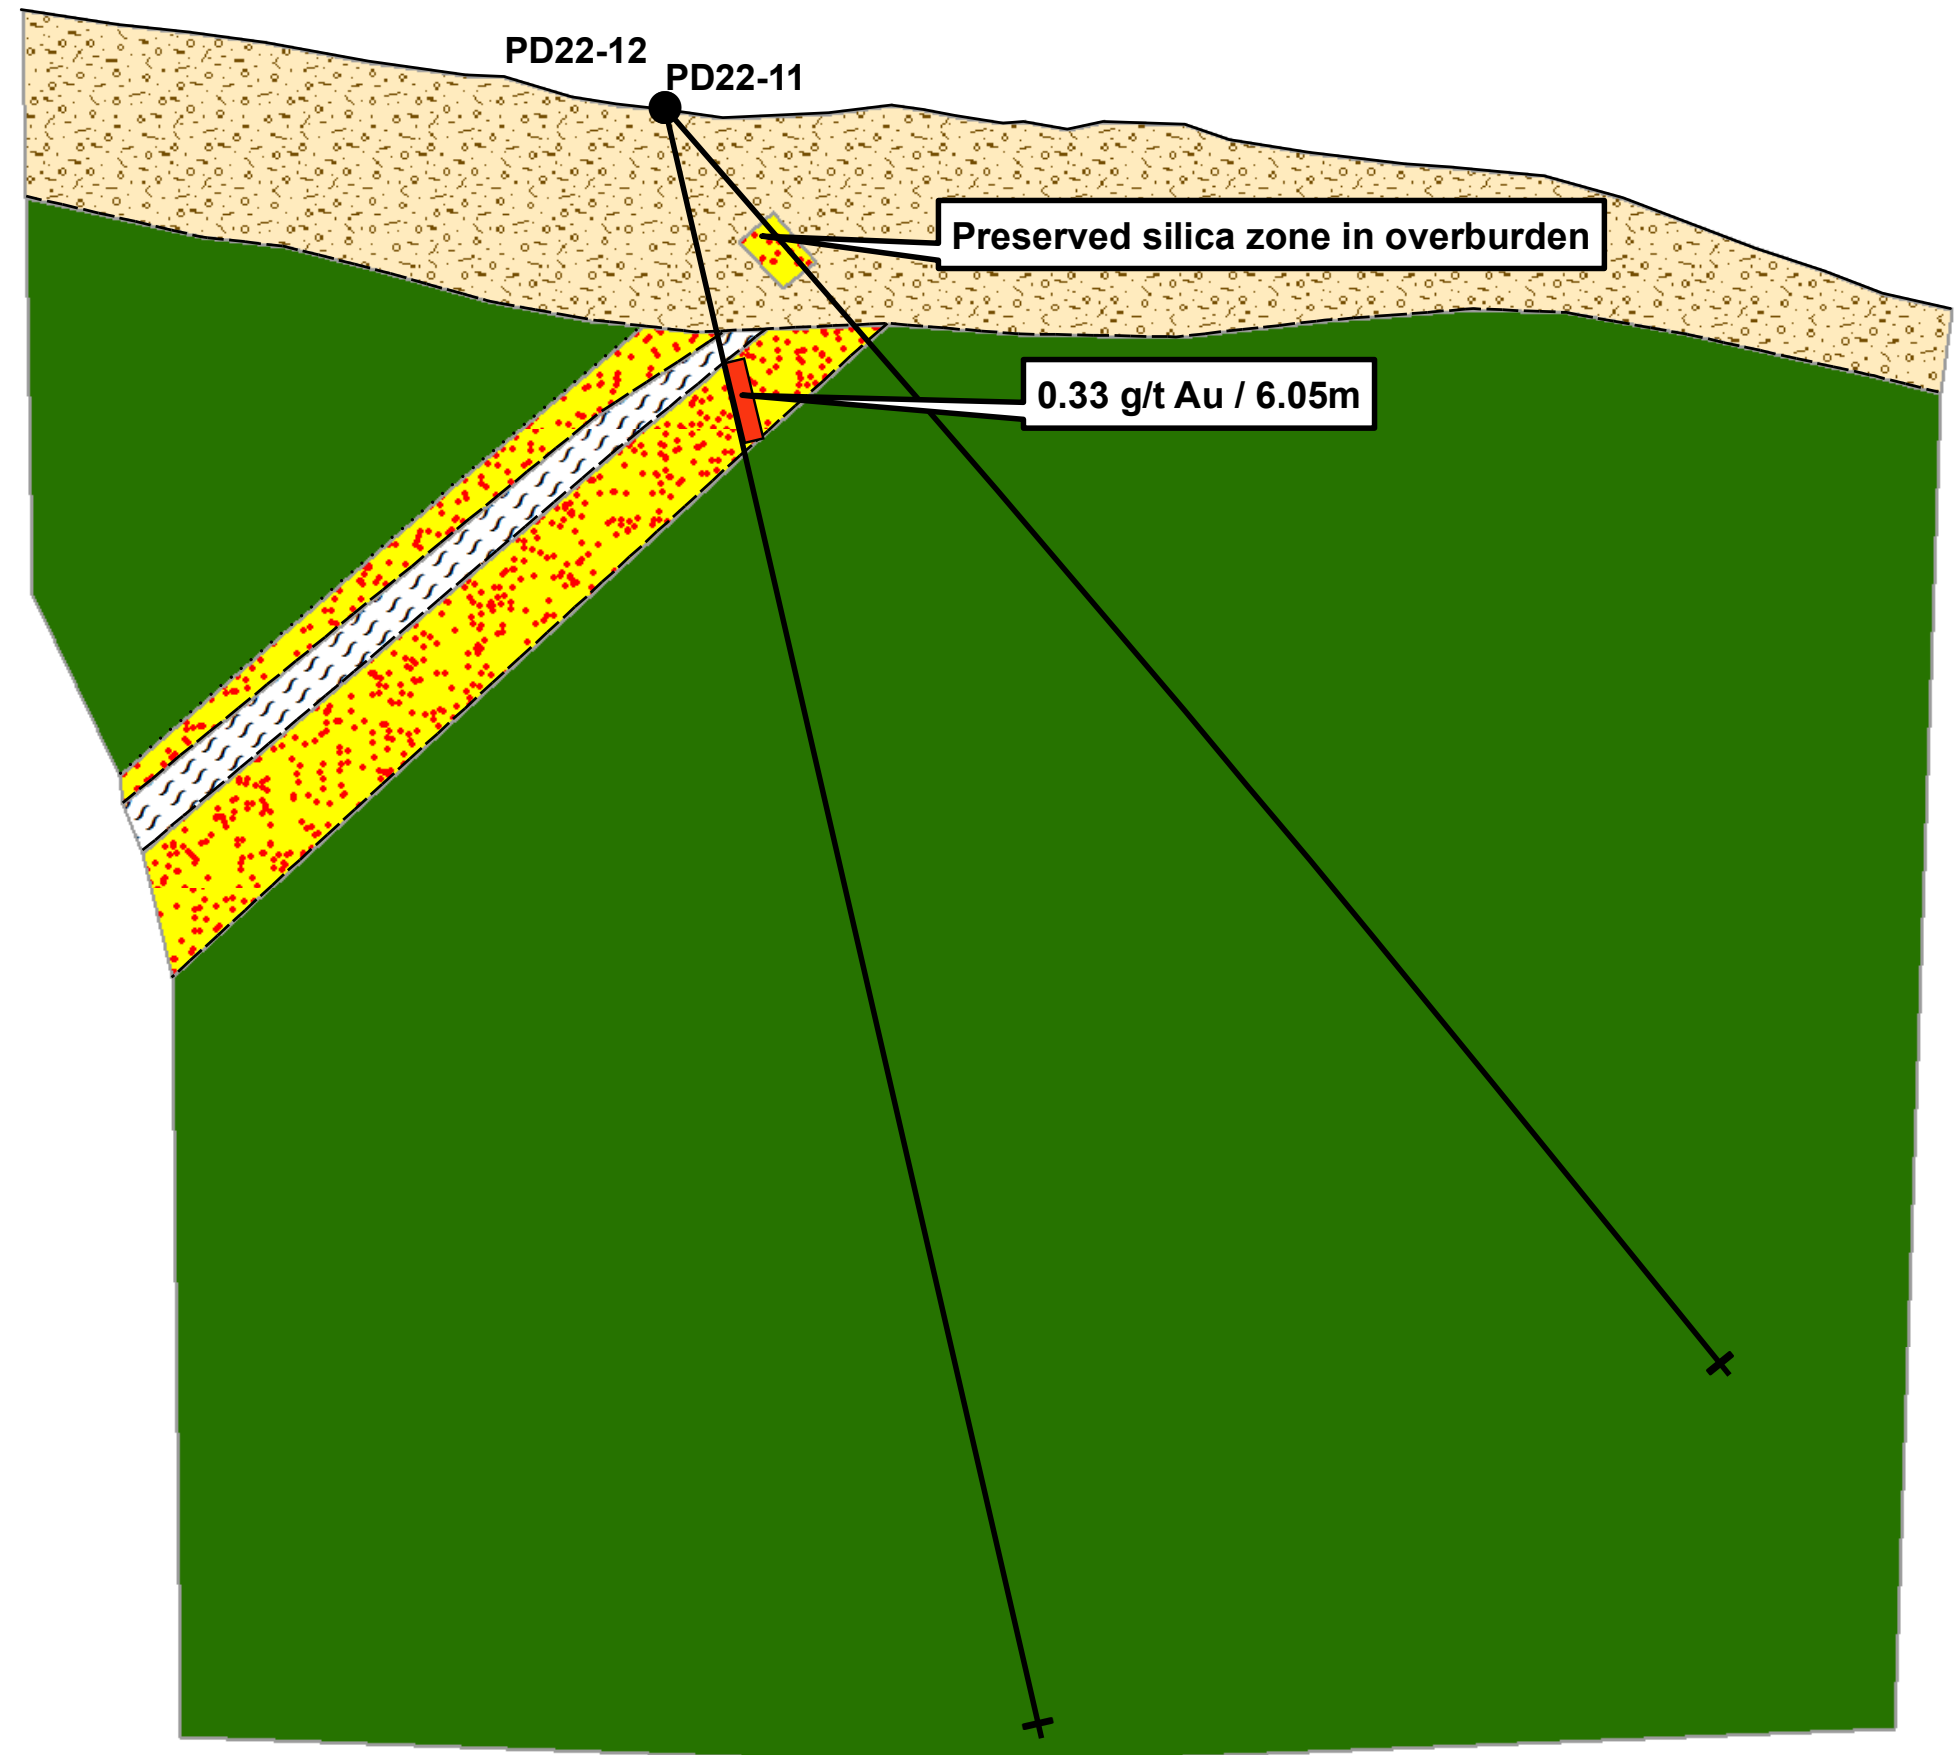 PD22-12
PD22-11
Preserved silica zone in overburden
0.33 g/t Au / 6.05m